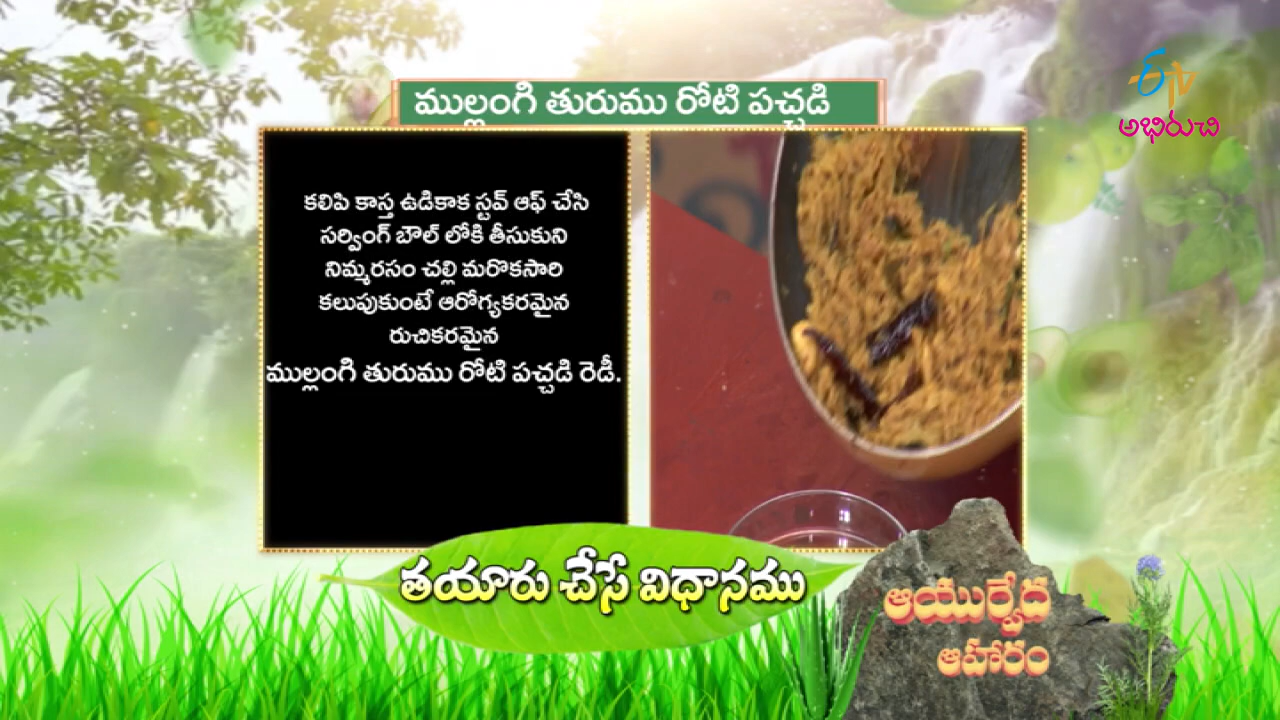 ముల్లంగి తురుము రోటి పచ్చడి
ETV
అభిరుచి
కలిపి కాస్త ఉడికాక స్టవ్ ఆఫ్ చేసి
సర్వింగ్ బౌల్ లోకి తీసుకుని
నిమ్మరసం చల్లి మరొకసారి
కలుపుకుంటే ఆరోగ్యకరమైన
రుచికరమైన
ముల్లంగి తురుము రోటి పచ్చడి రెడీ.
తయారు చేసే విధానము
ఆయుర్వేద
ఆహారం